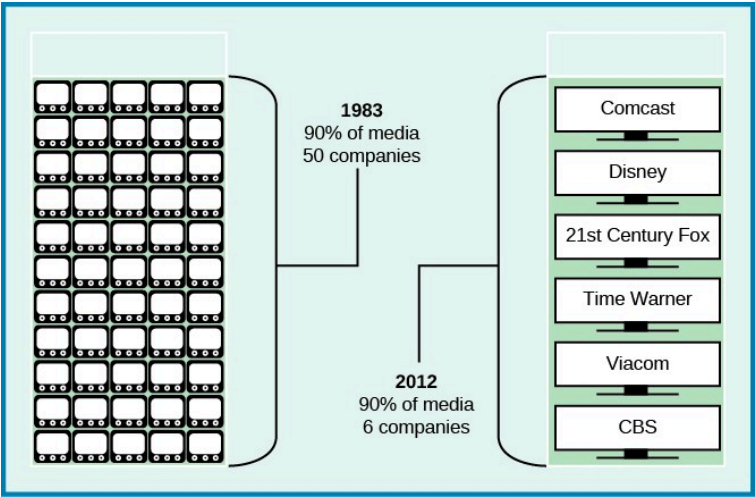 1983
90% of media
50 companies
2012
90% of media
6 companies
Comcast
Disney
21st Century Fox
Time Warner
Viacom
CBS